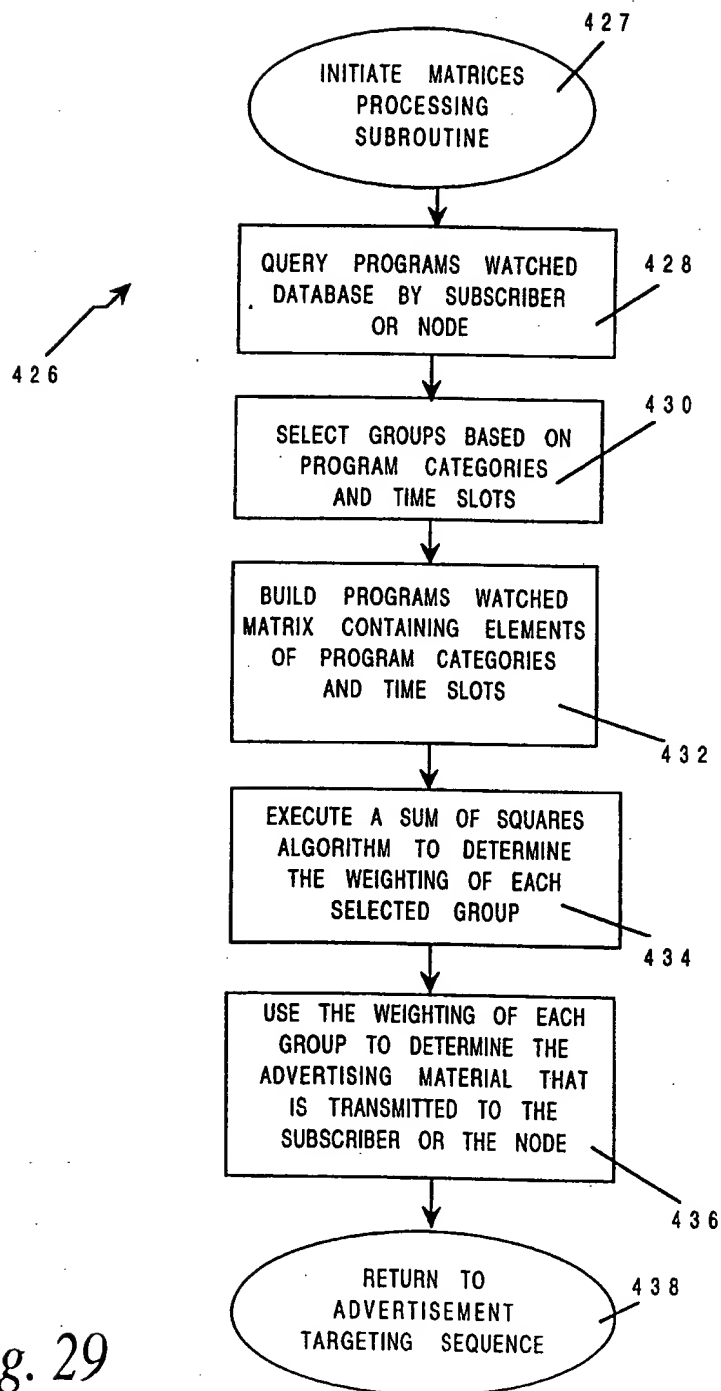 427
INITIATE MATRICES
PROCESSING
SUBROUTINE
426
QUERY PROGRAMS WATCHED
DATABASE BY SUBSCRIBER
OR NODE
428
430
SELECT GROUPS BASED ON
PROGRAM CATEGORIES
AND TIME SLOTS
BUILD PROGRAMS WATCHED
MATRIX CONTAINING ELEMENTS
OF PROGRAM CATEGORIES
AND TIME SLOTS
432
EXECUTE A SUM OF SQUARES
ALGORITHM TO DETERMINE
THE WEIGHTING OF EACH
SELECTED GROUP
434
USE THE WEIGHTING OF EACH
GROUP TO DETERMINE THE
ADVERTISING MATERIAL THAT
IS TRANSMITTED TO THE
SUBSCRIBER OR THE NODE
436
RETURN TO
ADVERTISEMENT
TARGETING SEQUENCE
438
g. 29